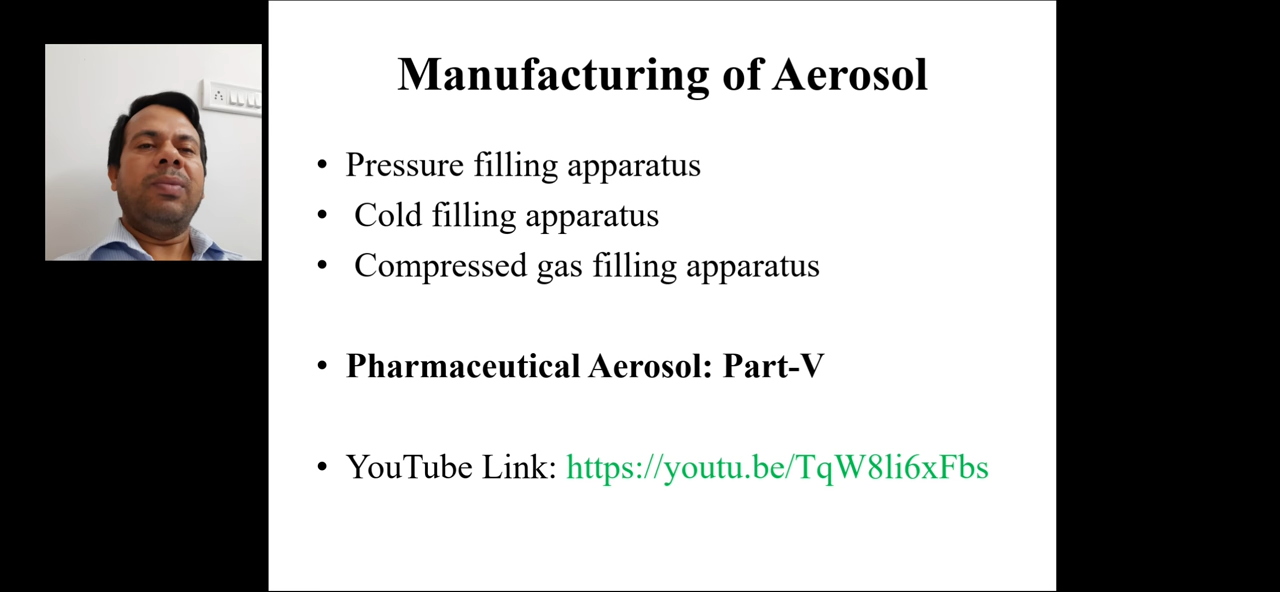 Manufacturing of Aerosol
• Pressure filling apparatus
• Cold filling apparatus
• Compressed gas filling apparatus
• Pharmaceutical Aerosol: Part-V
• YouTube Link: https://youtu.be/TqW8li6xFbs